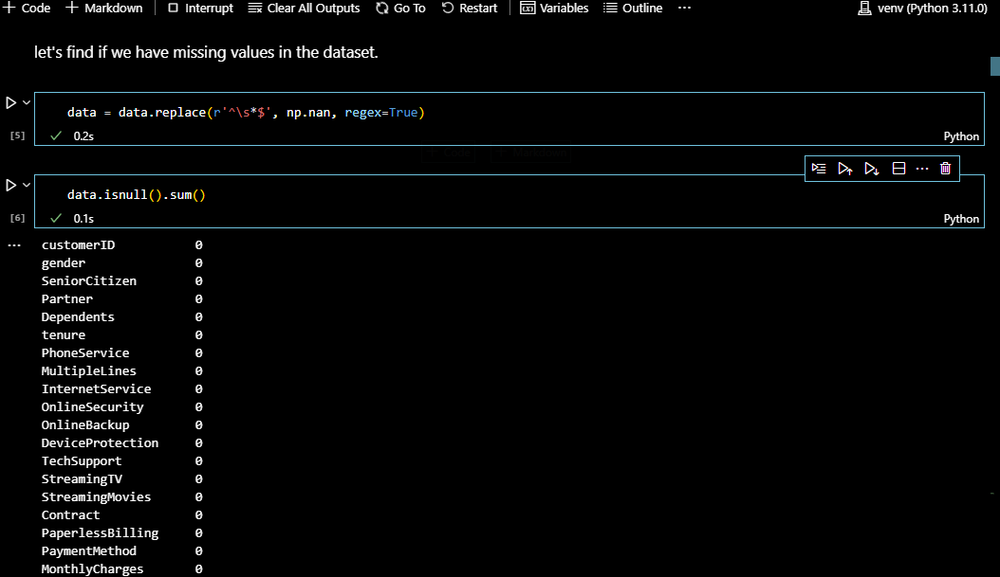 + Code + Markdown Interrupt Clear All Outputs Go To Restart Variables Outline ... venv (Python 3.11.0)
let's find if we have missing values in the dataset.
data = data.replace(r'^\s*$', np.nan, regex=True)
[5] ✓ 0.2s Python
data.isnull().sum()
[6] ✓ 0.1s Python
... customerID 0
gender 0
SeniorCitizen 0
Partner 0
Dependents 0
tenure 0
PhoneService 0
MultipleLines 0
InternetService 0
OnlineSecurity 0
OnlineBackup 0
DeviceProtection 0
TechSupport 0
StreamingTV 0
StreamingMovies 0
Contract 0
PaperlessBilling 0
PaymentMethod 0
MonthlyCharges 0